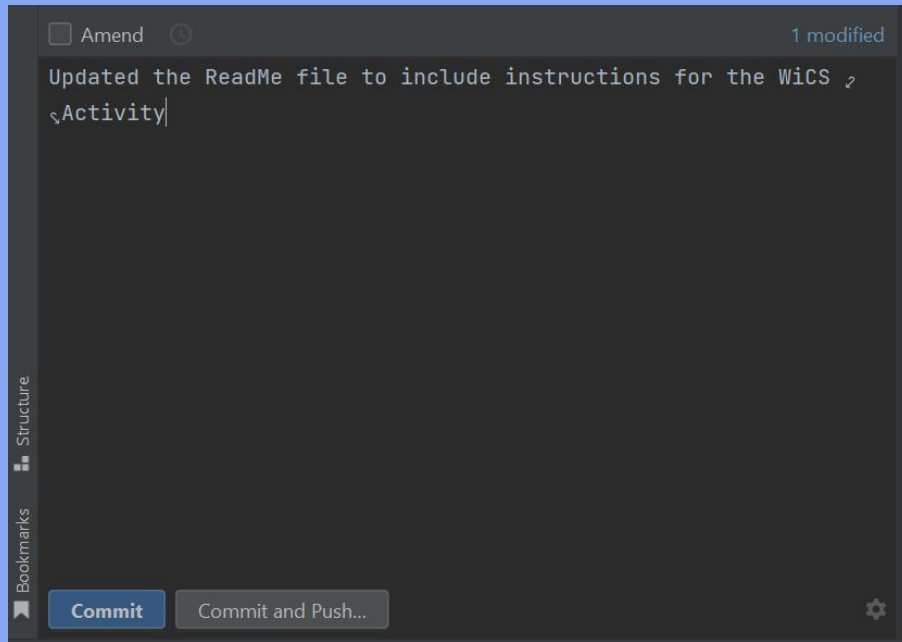 Amend
1 modified
Updated the ReadMe file to include instructions for the WiCS
Activity
Structure
Bookmarks
Commit
Commit and Push...